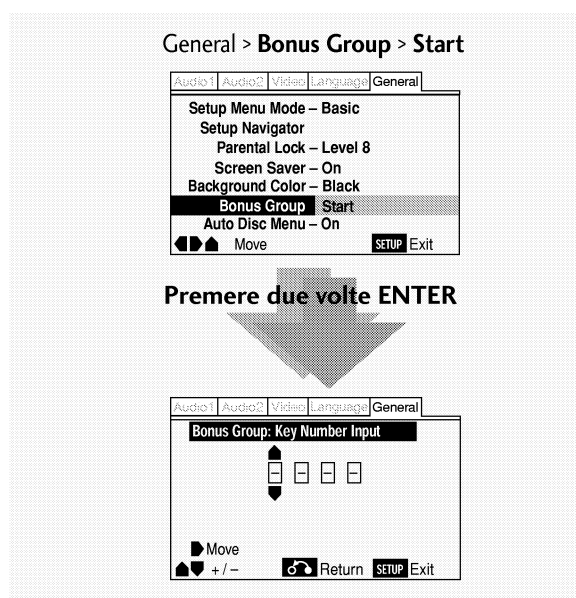 General > Bonus Group > Start
Audio1 Audio2 Video Language General
Setup Menu Mode – Basic
Setup Navigator
Parental Lock – Level 8
Screen Saver – On
Background Color – Black
Bonus Group Start
Auto Disc Menu – On
Move SETUP Exit
Premere due volte ENTER
Audio1 Audio2 Video Language General
Bonus Group: Key Number Input
– – – –
Move
+ / – Return SETUP Exit